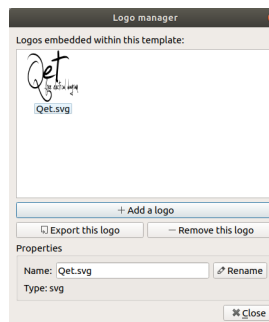 Logo manager
Logos embedded within this template:
Qet
Qet.svg
+ Add a logo
Export this logo
− Remove this logo
Properties
Name: Qet.svg
Rename
Type: svg
Close